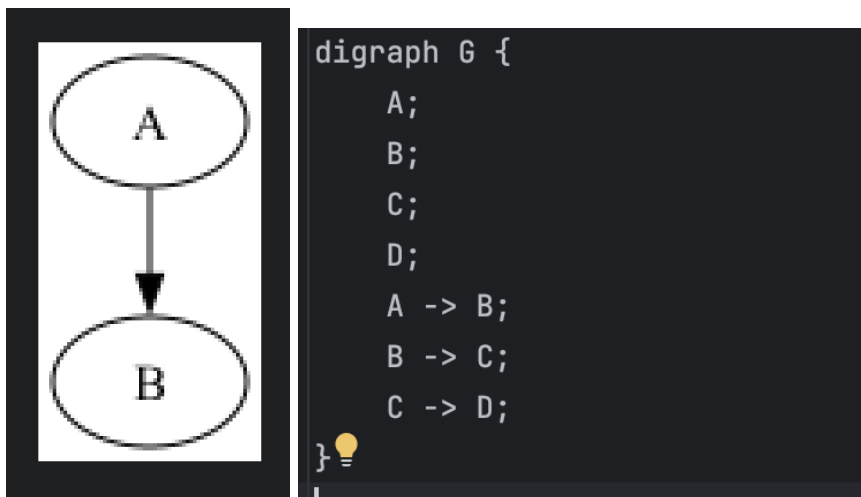 A
B
digraph G {
    A;
    B;
    C;
    D;
    A -> B;
    B -> C;
    C -> D;
}